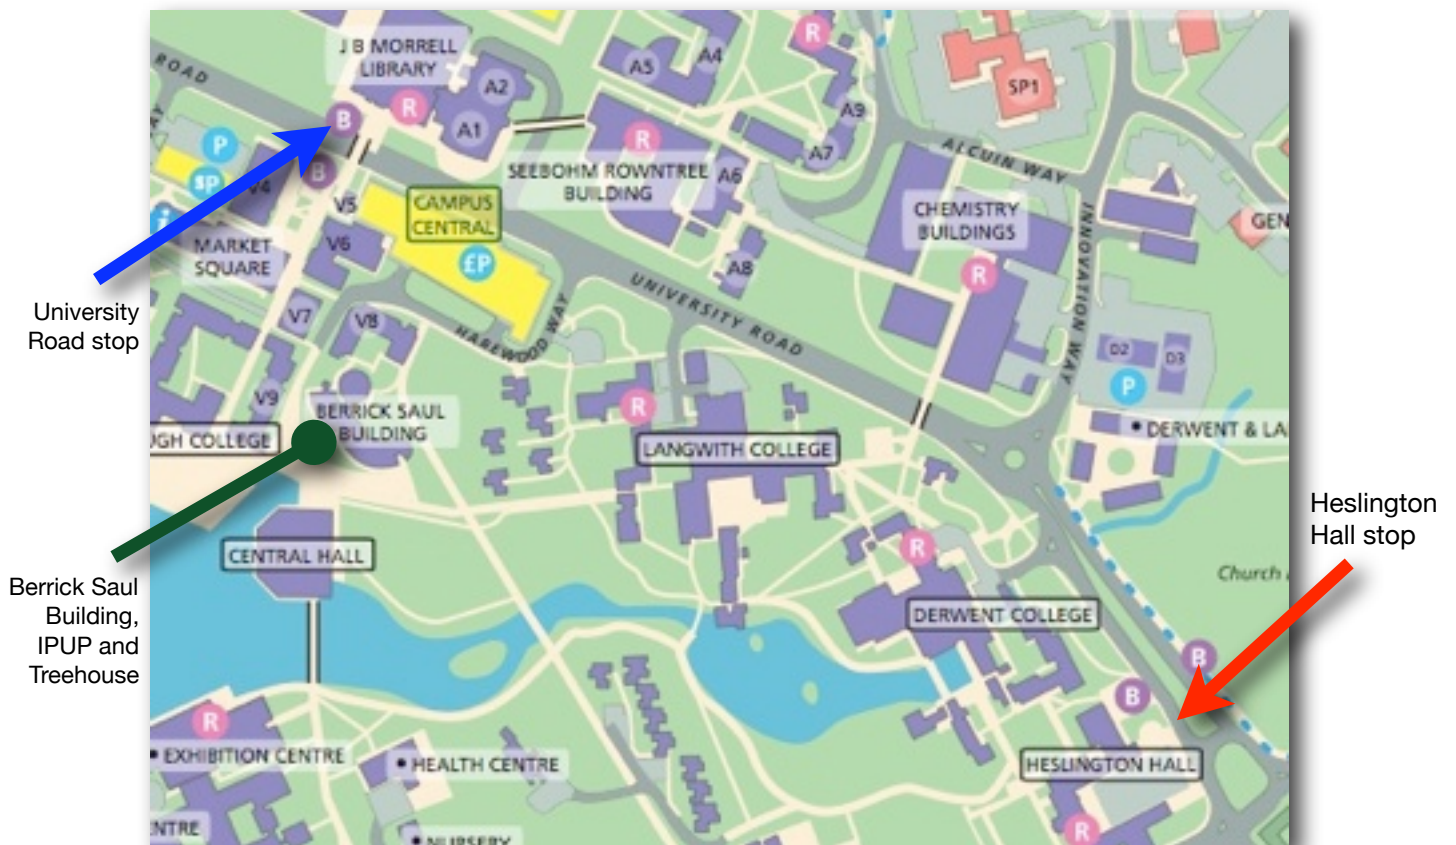 J B MORRELL
LIBRARY
R
A2
A1
A5
A4
R
SP1
ROAD
B
P
$P
V4
B
R
A9
A7
SEEBOHM ROWNTREE
BUILDING
A6
ALCUIN WAY
CAMPUS
CENTRAL
£P
V5
V6
i
MARKET
SQUARE
CHEMISTRY
BUILDINGS
R
INNOVATION WAY
GEN
A8
UNIVERSITY ROAD
University
Road stop
V7
V8
HAREWOOD WAY
D2
D3
P
V9
BERRICK SAUL
BUILDING
R
UGH COLLEGE
LANGWITH COLLEGE
DERWENT & LA
Heslington
Hall stop
CENTRAL HALL
R
Church
Berrick Saul
Building,
IPUP and
Treehouse
DERWENT COLLEGE
B
B
R
EXHIBITION CENTRE
HEALTH CENTRE
HESLINGTON HALL
NTRE
NURSERY
R